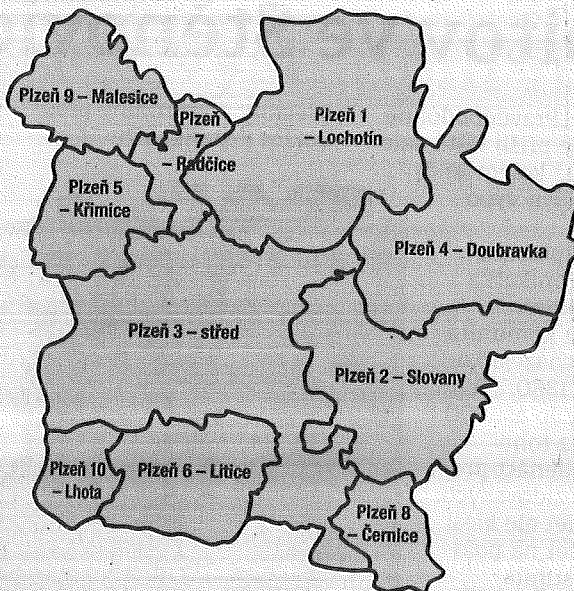 Plzeň 9 – Malesice
Plzeň
7
– Radčice
Plzeň 1
– Lochotín
Plzeň 5
– Křimice
Plzeň 4 – Doubravka
Plzeň 3 – střed
Plzeň 2 – Slovany
Plzeň 10
– Lhota
Plzeň 6 – Litice
Plzeň 8
– Černice